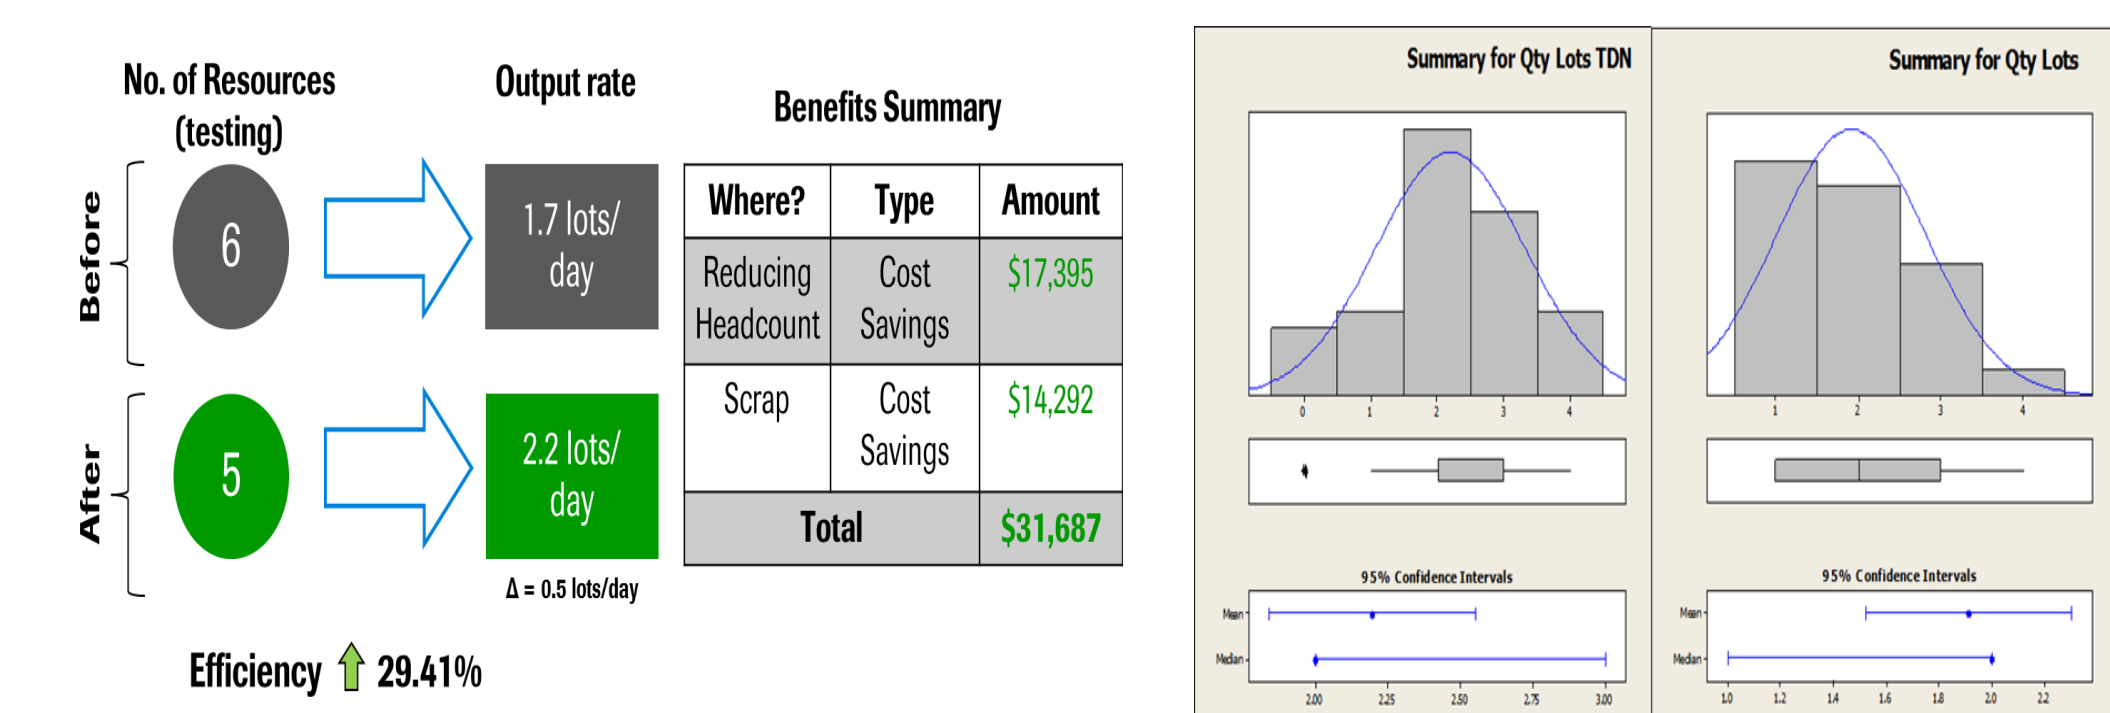 No. of Resources
(testing)
Output rate
Before
6
1.7 lots/
day
After
5
2.2 lots/
day
Δ = 0.5 lots/day
Efficiency 29.41%
Benefits Summary
Where? Type Amount
Reducing
Headcount
Cost
Savings
$17,395
Scrap
Cost
Savings
$14,292
Total $31,687
Summary for Qty Lots TDN
0 1 2 3 4
95% Confidence Intervals
Mean
Median
2.00 2.25 2.50 2.75 3.00
Summary for Qty Lots
1 2 3 4
95% Confidence Intervals
Mean
Median
1.0 1.2 1.4 1.6 1.8 2.0 2.2